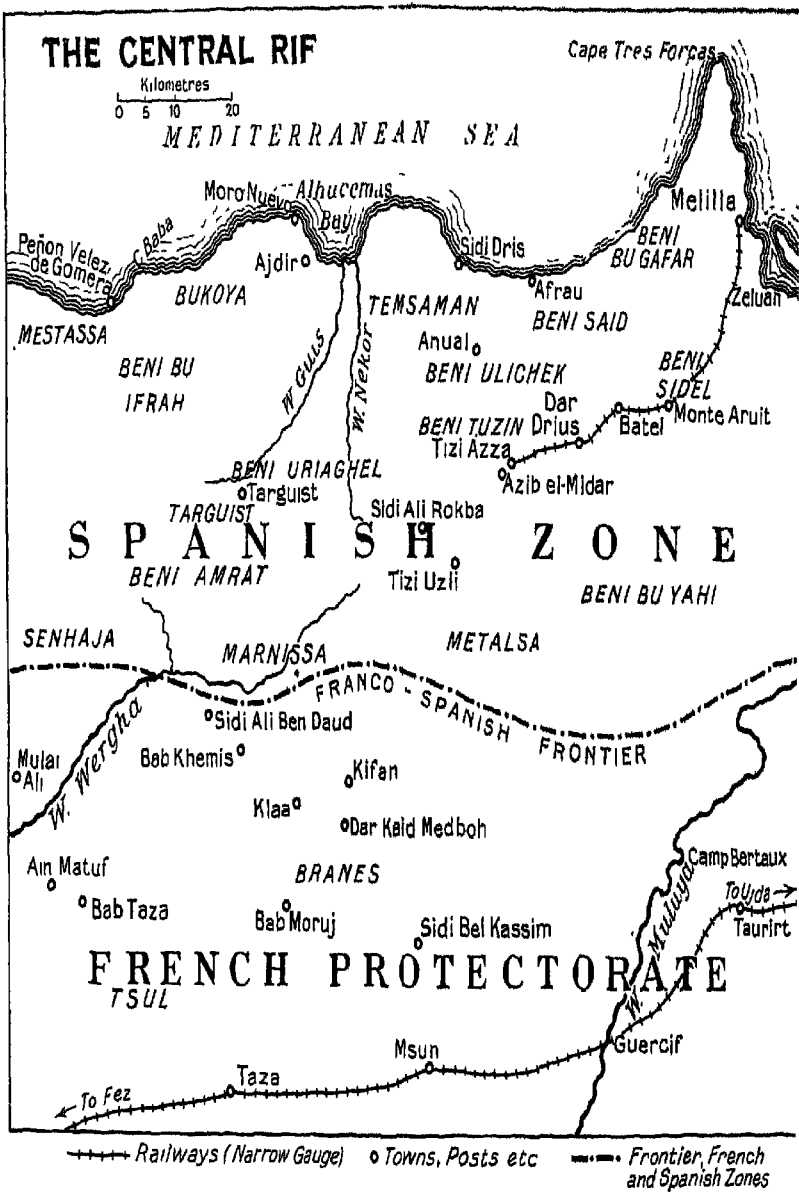 THE CENTRAL RIF
Kilometres
0 5 10 20
MEDITERRANEAN SEA
Cape Tres Forcas
Moro Nuevo
Alhucemas
Bay
Melilla
C. Baba
Peñon Velez
de Gomera
Ajdir
Sidi Dris
BENI
BU GAFAR
BUKOYA
TEMSAMAN
Afrau
Zeluan
MESTASSA
BENI SAID
Anual
BENI BU
IFRAH
W. Guis
W. Nekor
BENI ULICHEK
BENI
SIDEL
Dar
Drius
BENI TUZIN
Batel
Monte Aruit
Tizi Azza
BENI URIAGHEL
Azib el-Midar
Targuist
TARGUIST
Sidi Ali Rokba
SPANISH ZONE
BENI AMRAT
Tizi Uzli
BENI BU YAHI
SENHAJA
MARNISSA
METALSA
FRANCO-SPANISH FRONTIER
Sidi Ali Ben Daud
W. Wergha
Bab Khemis
Mulai
Ali
Kifan
Klaa
Dar Kaid Medboh
Camp Bertaux
Ain Matuf
BRANES
To Ujda
Bab Taza
Bab Moruj
Sidi Bel Kassim
Taurirt
W. Muluya
FRENCH PROTECTORATE
TSUL
Guercif
Msun
Taza
To Fez
Railways (Narrow Gauge)
Towns, Posts etc
Frontier, French
and Spanish Zones